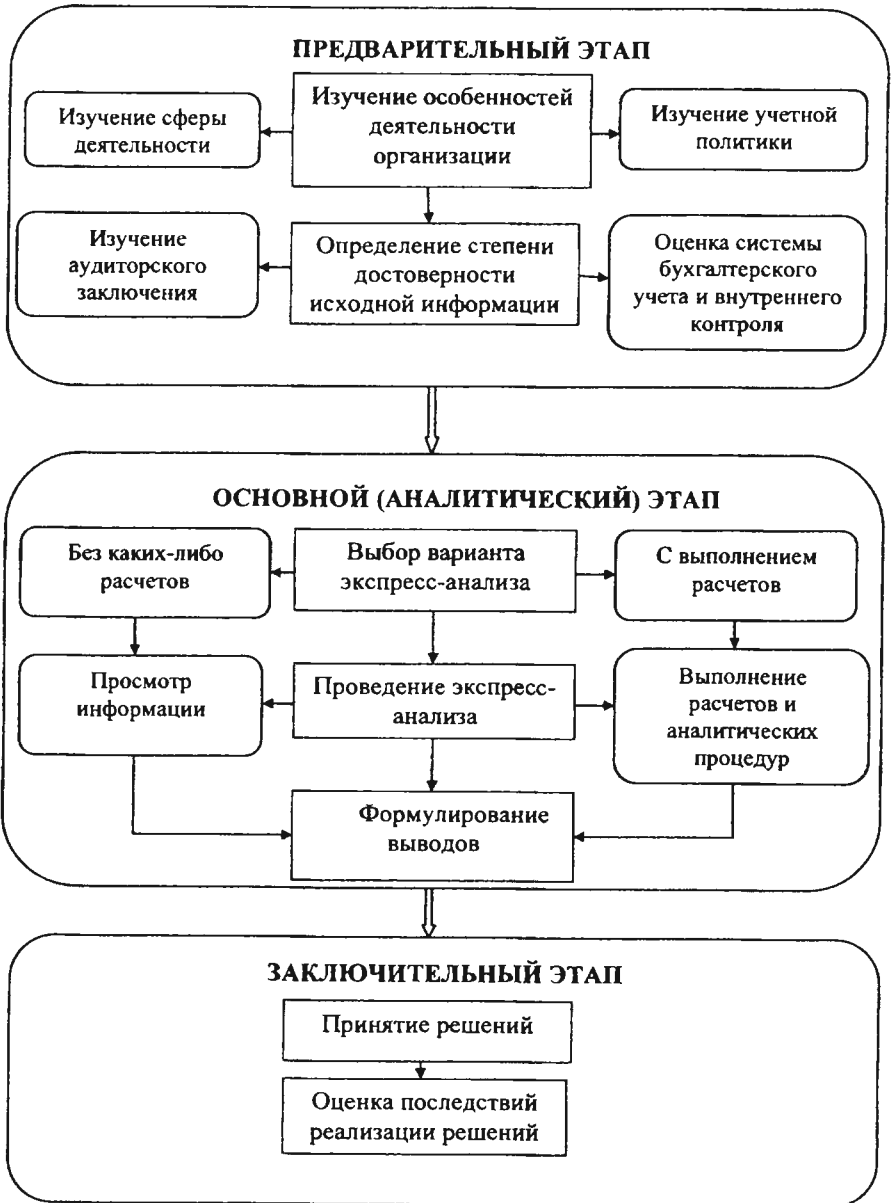 ПРЕДВАРИТЕЛЬНЫЙ ЭТАП
Изучение сферы
деятельности
Изучение особенностей
деятельности
организации
Изучение учетной
политики
Изучение
аудиторского
заключения
Определение степени
достоверности
исходной информации
Оценка системы
бухгалтерского
учета и внутреннего
контроля
ОСНОВНОЙ (АНАЛИТИЧЕСКИЙ) ЭТАП
Без каких-либо
расчетов
Выбор варианта
экспресс-анализа
С выполнением
расчетов
Просмотр
информации
Проведение экспресс-
анализа
Выполнение
расчетов и
аналитических
процедур
Формулирование
выводов
ЗАКЛЮЧИТЕЛЬНЫЙ ЭТАП
Принятие решений
Оценка последствий
реализации решений